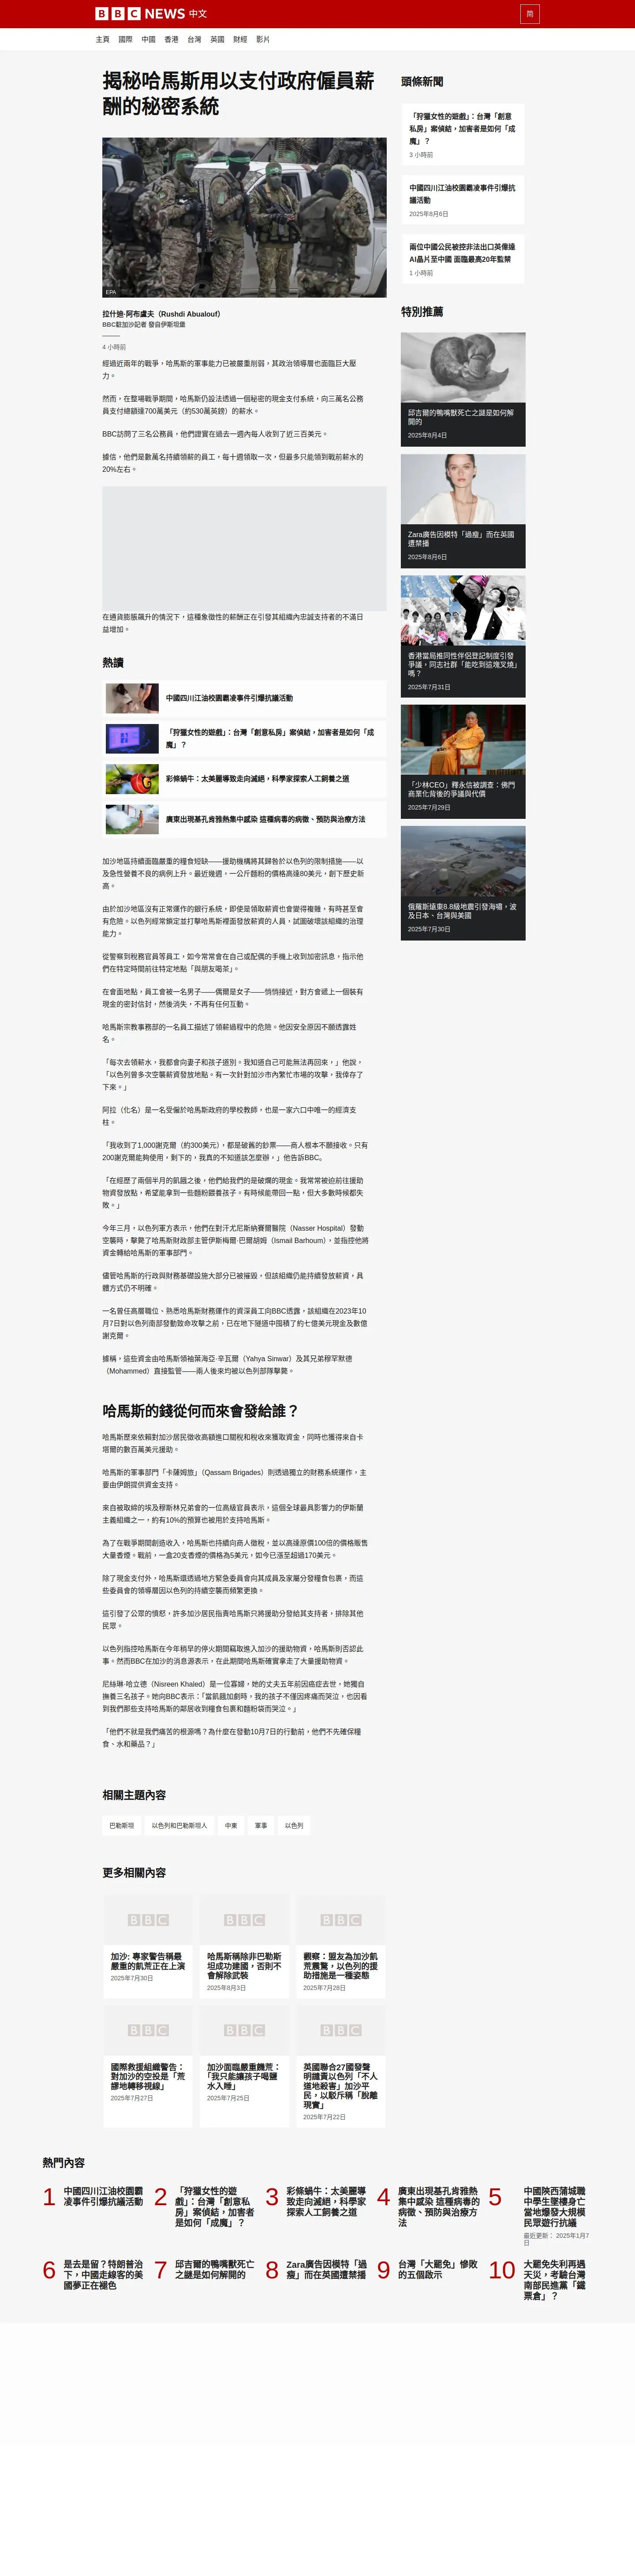 BBC NEWS 中文
简
主頁 國際 中國 香港 台灣 英國 財經 影片
揭秘哈馬斯用以支付政府僱員薪
酬的秘密系統
EPA
拉什迪·阿布盧夫（Rushdi Abualouf）
BBC駐加沙記者 發自伊斯坦堡
4 小時前
經過近兩年的戰爭，哈馬斯的軍事能力已被嚴重削弱，其政治領導層也面臨巨大壓
力。
然而，在整場戰爭期間，哈馬斯仍設法透過一個秘密的現金支付系統，向三萬名公務
員支付總額達700萬美元（約530萬英鎊）的薪水。
BBC訪問了三名公務員，他們證實在過去一週內每人收到了近三百美元。
據信，他們是數萬名持續領薪的員工，每十週領取一次，但最多只能領到戰前薪水的
20%左右。
在通貨膨脹飆升的情況下，這種象徵性的薪酬正在引發其組織內忠誠支持者的不滿日
益增加。
熱讀
中國四川江油校園霸凌事件引爆抗議活動
「狩獵女性的遊戲」：台灣「創意私房」案偵結，加害者是如何「成
魔」？
彩條蝸牛：太美麗導致走向滅絕，科學家探索人工飼養之道
廣東出現基孔肯雅熱集中感染 這種病毒的病徵、預防與治療方法
加沙地區持續面臨嚴重的糧食短缺——援助機構將其歸咎於以色列的限制措施——以
及急性營養不良的病例上升。最近幾週，一公斤麵粉的價格高達80美元，創下歷史新
高。
由於加沙地區沒有正常運作的銀行系統，即使是領取薪資也會變得複雜，有時甚至會
有危險。以色列經常鎖定並打擊哈馬斯裡面發放薪資的人員，試圖破壞該組織的治理
能力。
從警察到稅務官員等員工，如今常常會在自己或配偶的手機上收到加密訊息，指示他
們在特定時間前往特定地點「與朋友喝茶」。
在會面地點，員工會被一名男子——偶爾是女子——悄悄接近，對方會遞上一個裝有
現金的密封信封，然後消失，不再有任何互動。
哈馬斯宗教事務部的一名員工描述了領薪過程中的危險。他因安全原因不願透露姓
名。
「每次去領薪水，我都會向妻子和孩子道別。我知道自己可能無法再回來，」他說，
「以色列曾多次空襲薪資發放地點。有一次針對加沙市內繁忙市場的攻擊，我倖存了
下來。」
阿拉（化名）是一名受僱於哈馬斯政府的學校教師，也是一家六口中唯一的經濟支
柱。
「我收到了1,000謝克爾（約300美元），都是破舊的鈔票——商人根本不願接收。只有
200謝克爾能夠使用，剩下的，我真的不知道該怎麼辦，」他告訴BBC。
「在經歷了兩個半月的飢餓之後，他們給我們的是破爛的現金。我常常被迫前往援助
物資發放點，希望能拿到一些麵粉餵養孩子。有時候能帶回一點，但大多數時候都失
敗。」
今年三月，以色列軍方表示，他們在對汗尤尼斯納賽爾醫院（Nasser Hospital）發動
空襲時，擊斃了哈馬斯財政部主管伊斯梅爾·巴爾胡姆（Ismail Barhoum），並指控他將
資金轉給哈馬斯的軍事部門。
儘管哈馬斯的行政與財務基礎設施大部分已被摧毀，但該組織仍能持續發放薪資，具
體方式仍不明確。
一名曾任高層職位、熟悉哈馬斯財務運作的資深員工向BBC透露，該組織在2023年10
月7日對以色列南部發動致命攻擊之前，已在地下隧道中囤積了約七億美元現金及數億
謝克爾。
據稱，這些資金由哈馬斯領袖葉海亞·辛瓦爾（Yahya Sinwar）及其兄弟穆罕默德
（Mohammed）直接監管——兩人後來均被以色列部隊擊斃。
哈馬斯的錢從何而來會發給誰？
哈馬斯歷來依賴對加沙居民徵收高額進口關稅和稅收來獲取資金，同時也獲得來自卡
塔爾的數百萬美元援助。
哈馬斯的軍事部門「卡薩姆旅」（Qassam Brigades）則透過獨立的財務系統運作，主
要由伊朗提供資金支持。
來自被取締的埃及穆斯林兄弟會的一位高級官員表示，這個全球最具影響力的伊斯蘭
主義組織之一，約有10%的預算也被用於支持哈馬斯。
為了在戰爭期間創造收入，哈馬斯也持續向商人徵稅，並以高達原價100倍的價格販售
大量香煙。戰前，一盒20支香煙的價格為5美元，如今已漲至超過170美元。
除了現金支付外，哈馬斯還透過地方緊急委員會向其成員及家屬分發糧食包裹，而這
些委員會的領導層因以色列的持續空襲而頻繁更換。
這引發了公眾的憤怒，許多加沙居民指責哈馬斯只將援助分發給其支持者，排除其他
民眾。
以色列指控哈馬斯在今年稍早的停火期間竊取進入加沙的援助物資，哈馬斯則否認此
事。然而BBC在加沙的消息源表示，在此期間哈馬斯確實拿走了大量援助物資。
尼絲琳·哈立德（Nisreen Khaled）是一位寡婦，她的丈夫五年前因癌症去世，她獨自
撫養三名孩子。她向BBC表示：「當飢餓加劇時，我的孩子不僅因疼痛而哭泣，也因看
到我們那些支持哈馬斯的鄰居收到糧食包裹和麵粉袋而哭泣。」
「他們不就是我們痛苦的根源嗎？為什麼在發動10月7日的行動前，他們不先確保糧
食、水和藥品？」
相關主題內容
巴勒斯坦 以色列和巴勒斯坦人 中東 軍事 以色列
更多相關內容
BBC BBC BBC
加沙: 專家警告稱最
嚴重的飢荒正在上演
2025年7月30日
哈馬斯稱除非巴勒斯
坦成功建國，否則不
會解除武裝
2025年8月3日
觀察：盟友為加沙飢
荒震驚，以色列的援
助措施是一種姿態
2025年7月28日
BBC BBC BBC
國際救援組織警告：
對加沙的空投是「荒
謬地轉移視線」
2025年7月27日
加沙面臨嚴重饑荒：
「我只能讓孩子喝鹽
水入睡」
2025年7月25日
英國聯合27國發聲
明譴責以色列「不人
道地殺害」加沙平
民，以駁斥稱「脫離
現實」
2025年7月22日
頭條新聞
「狩獵女性的遊戲」：台灣「創意
私房」案偵結，加害者是如何「成
魔」？
3 小時前
中國四川江油校園霸凌事件引爆抗
議活動
2025年8月6日
兩位中國公民被控非法出口英偉達
AI晶片至中國 面臨最高20年監禁
1 小時前
特別推薦
邱吉爾的鴨嘴獸死亡之謎是如何解
開的
2025年8月4日
Zara廣告因模特「過瘦」而在英國
遭禁播
2025年8月6日
香港當局推同性伴侶登記制度引發
爭議，同志社群「能吃到這塊叉燒」
嗎？
2025年7月31日
「少林CEO」釋永信被調查：佛門
商業化背後的爭議與代價
2025年7月29日
俄羅斯遠東8.8級地震引發海嘯，波
及日本、台灣與美國
2025年7月30日
熱門內容
1 中國四川江油校園霸
凌事件引爆抗議活動
2 「狩獵女性的遊
戲」：台灣「創意私
房」案偵結，加害者
是如何「成魔」？
3 彩條蝸牛：太美麗導
致走向滅絕，科學家
探索人工飼養之道
4 廣東出現基孔肯雅熱
集中感染 這種病毒的
病徵、預防與治療方
法
5 中國陝西蒲城職
中學生墜樓身亡
當地爆發大規模
民眾遊行抗議
最近更新： 2025年1月7
日
6 是去是留？特朗普治
下，中國走線客的美
國夢正在褪色
7 邱吉爾的鴨嘴獸死亡
之謎是如何解開的
8 Zara廣告因模特「過
瘦」而在英國遭禁播
9 台灣「大罷免」慘敗
的五個啟示
10 大罷免失利再遇
天災，考驗台灣
南部民進黨「鐵
票倉」？